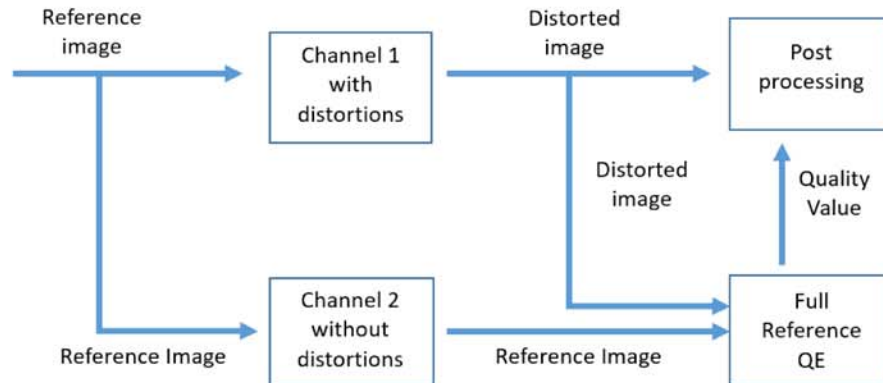 Reference
image
Channel 1
with
distortions
Distorted
image
Post
processing
Distorted
image
Quality
Value
Reference Image
Channel 2
without
distortions
Reference Image
Full
Reference
QE